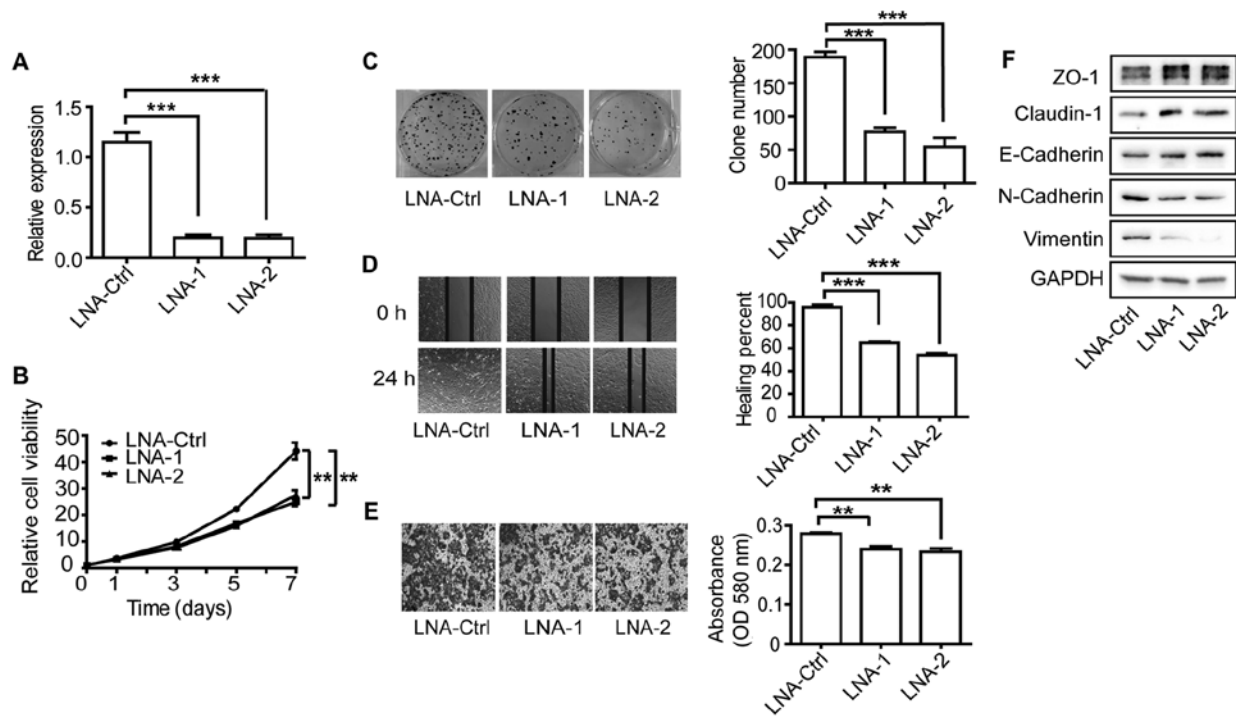 A
Relative expression
1.5
1.0
0.5
0.0
***
***
LNA-Ctrl
LNA-1
LNA-2
B
Relative cell viability
50
40
30
20
10
0
LNA-Ctrl
LNA-1
LNA-2
**
**
0 1 3 5 7
Time (days)
C
LNA-Ctrl LNA-1 LNA-2
Clone number
200
150
100
50
0
***
***
LNA-Ctrl
LNA-1
LNA-2
D
0 h
24 h
LNA-Ctrl LNA-1 LNA-2
Healing percent
100
80
60
40
20
0
***
***
LNA-Ctrl
LNA-1
LNA-2
E
LNA-Ctrl LNA-1 LNA-2
Absorbance
(OD 580 nm)
0.3
0.2
0.1
0
**
**
LNA-Ctrl
LNA-1
LNA-2
F
ZO-1
Claudin-1
E-Cadherin
N-Cadherin
Vimentin
GAPDH
LNA-Ctrl
LNA-1
LNA-2